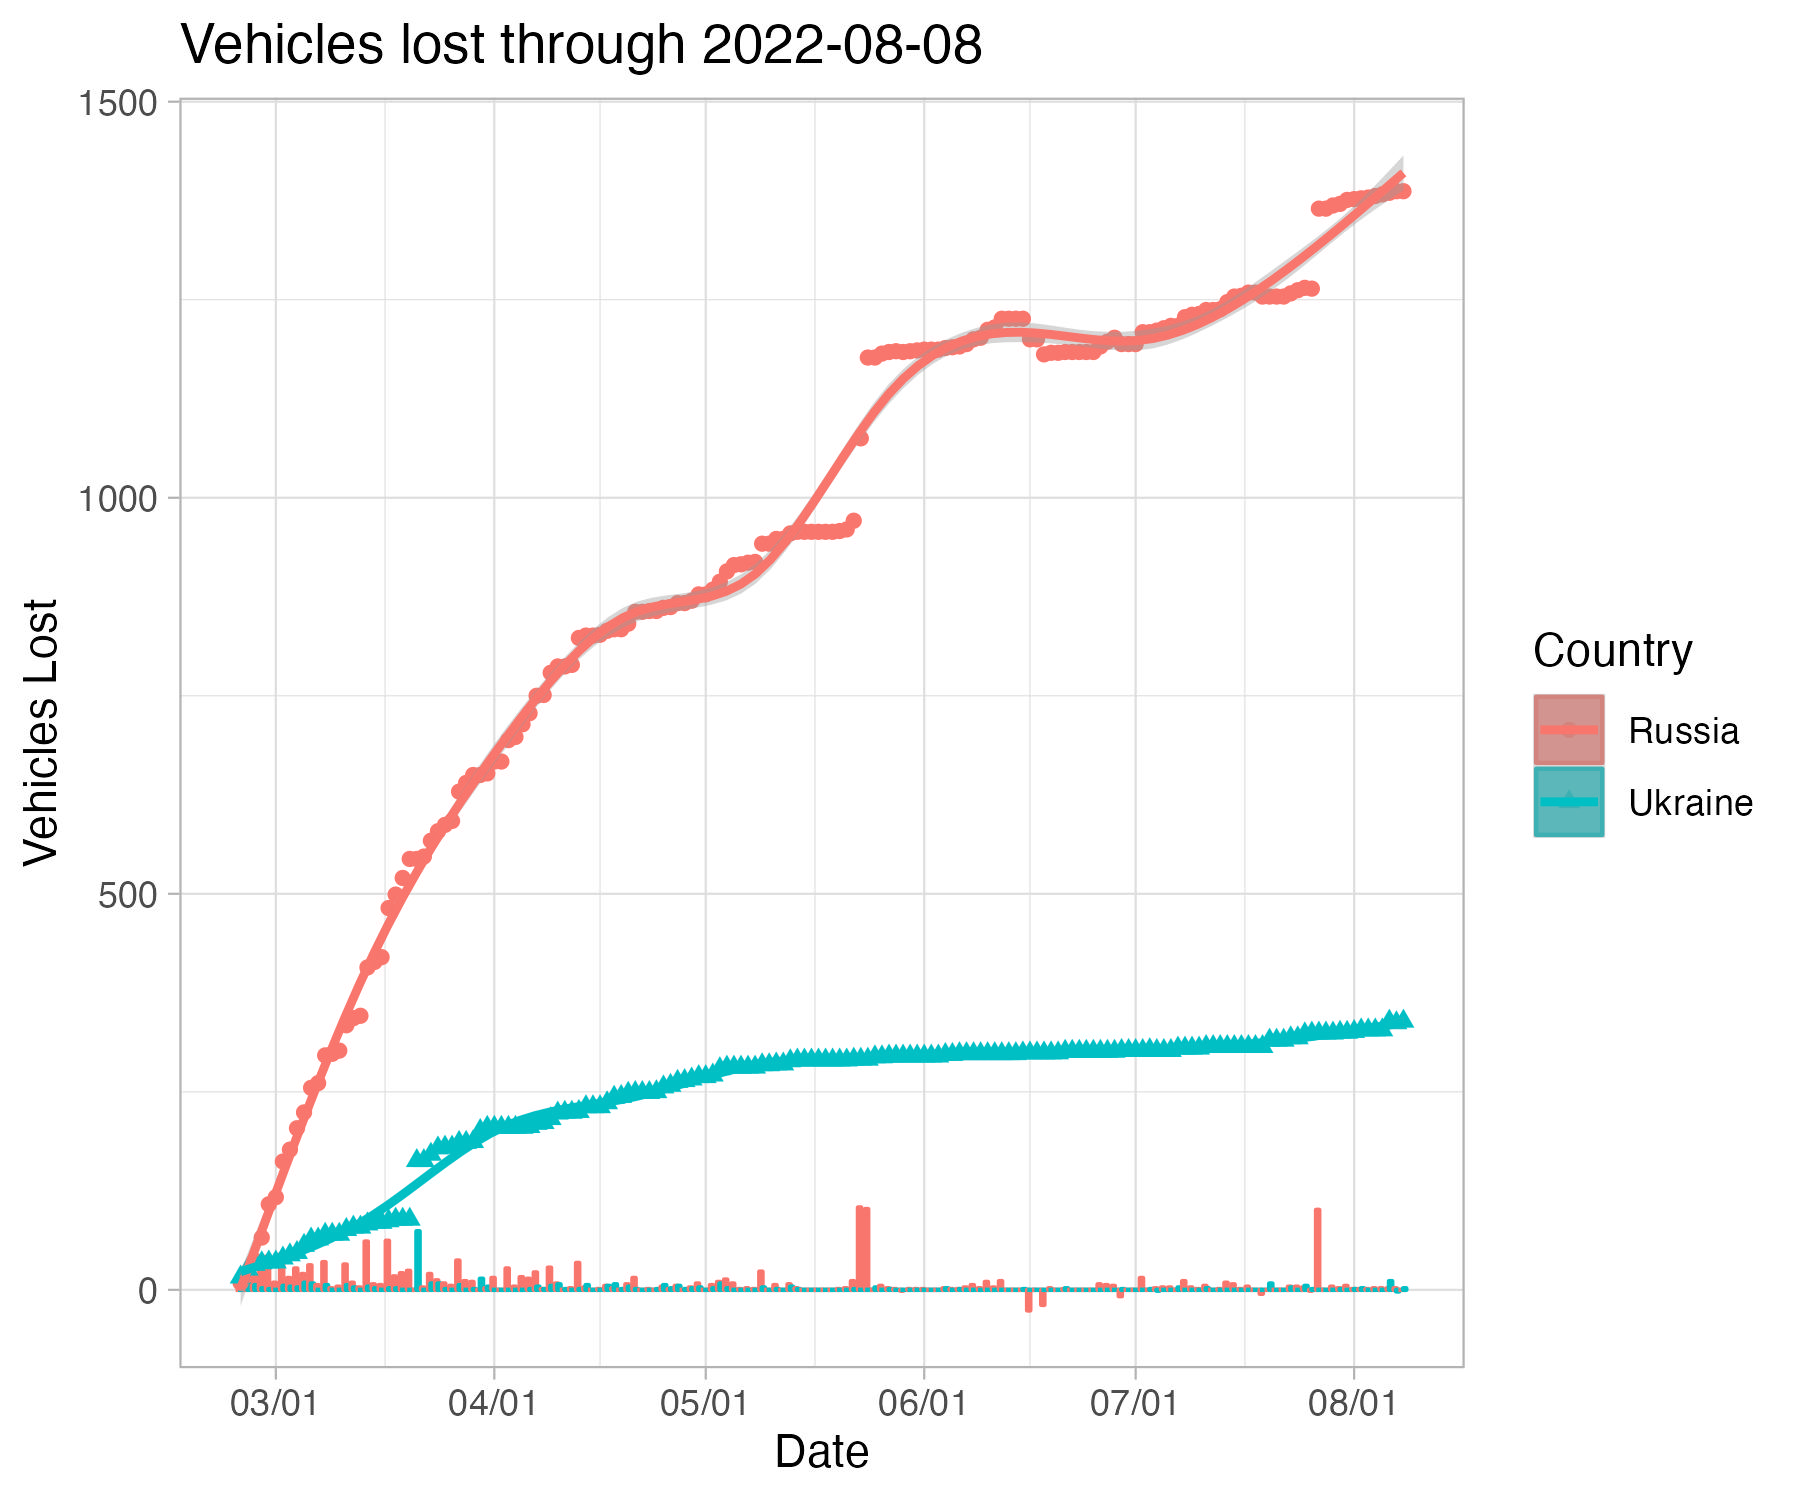 Vehicles lost through 2022-08-08
1500
1000
500
0
Vehicles Lost
03/01
04/01
05/01
06/01
07/01
08/01
Date
Country
Russia
Ukraine